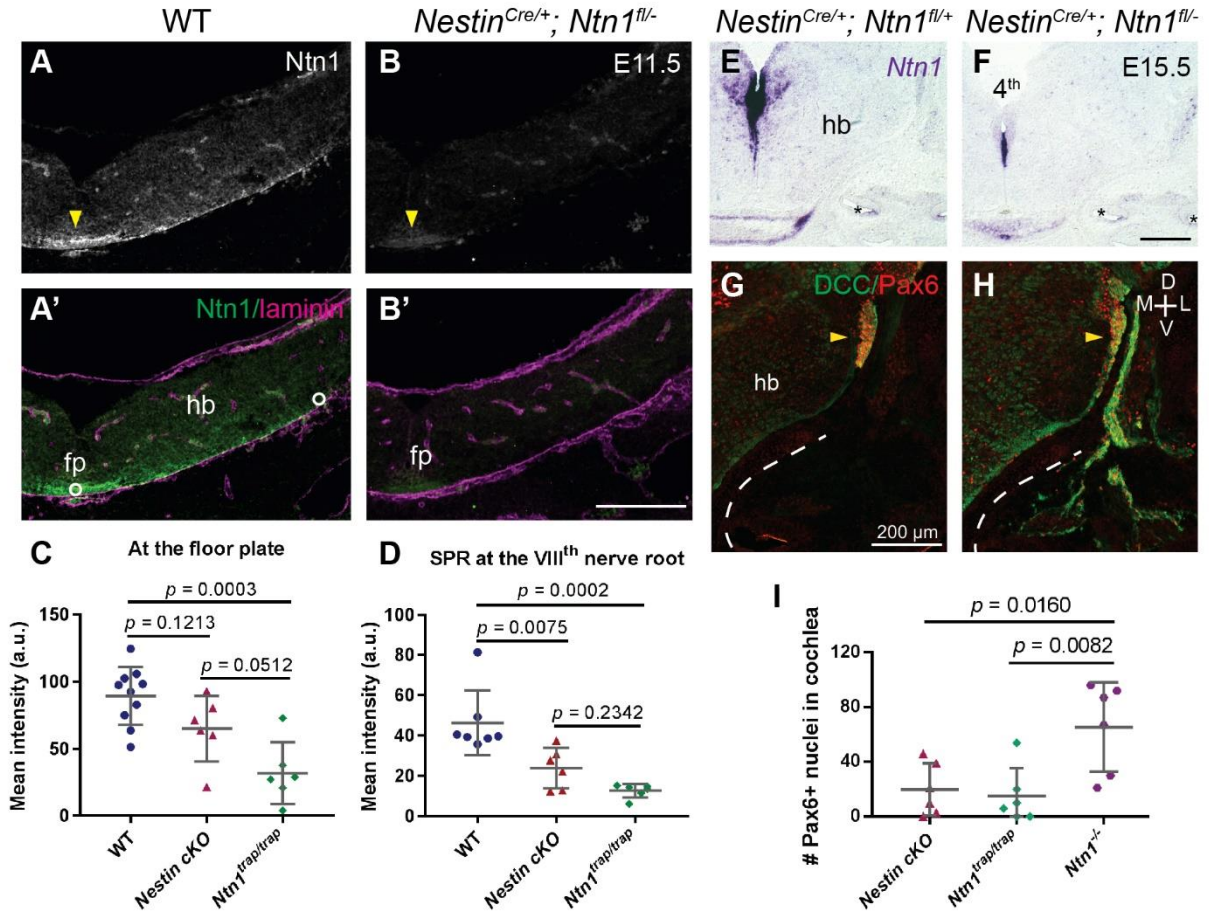 WT
Nestin^Cre/+; Ntn1^fl/-
Nestin^Cre/+; Ntn1^fl/+
Nestin^Cre/+; Ntn1^fl/-
A
Ntn1
B
E11.5
E
Ntn1
hb
F
E15.5
4th
*
*
*
A'
Ntn1/laminin
hb
fp
B'
fp
G
DCC/Pax6
hb
200 µm
H
D
M L
V
C
At the floor plate
p = 0.0003
p = 0.1213
p = 0.0512
Mean intensity (a.u.)
150
100
50
0
WT
Nestin cKO
Ntn1^trap/trap
D
SPR at the VIIIth nerve root
p = 0.0002
p = 0.0075
p = 0.2342
Mean intensity (a.u.)
100
80
60
40
20
0
WT
Nestin cKO
Ntn1^trap/trap
I
p = 0.0160
p = 0.0082
# Pax6+ nuclei in cochlea
120
80
40
0
Nestin cKO
Ntn1^trap/trap
Ntn1^-/-